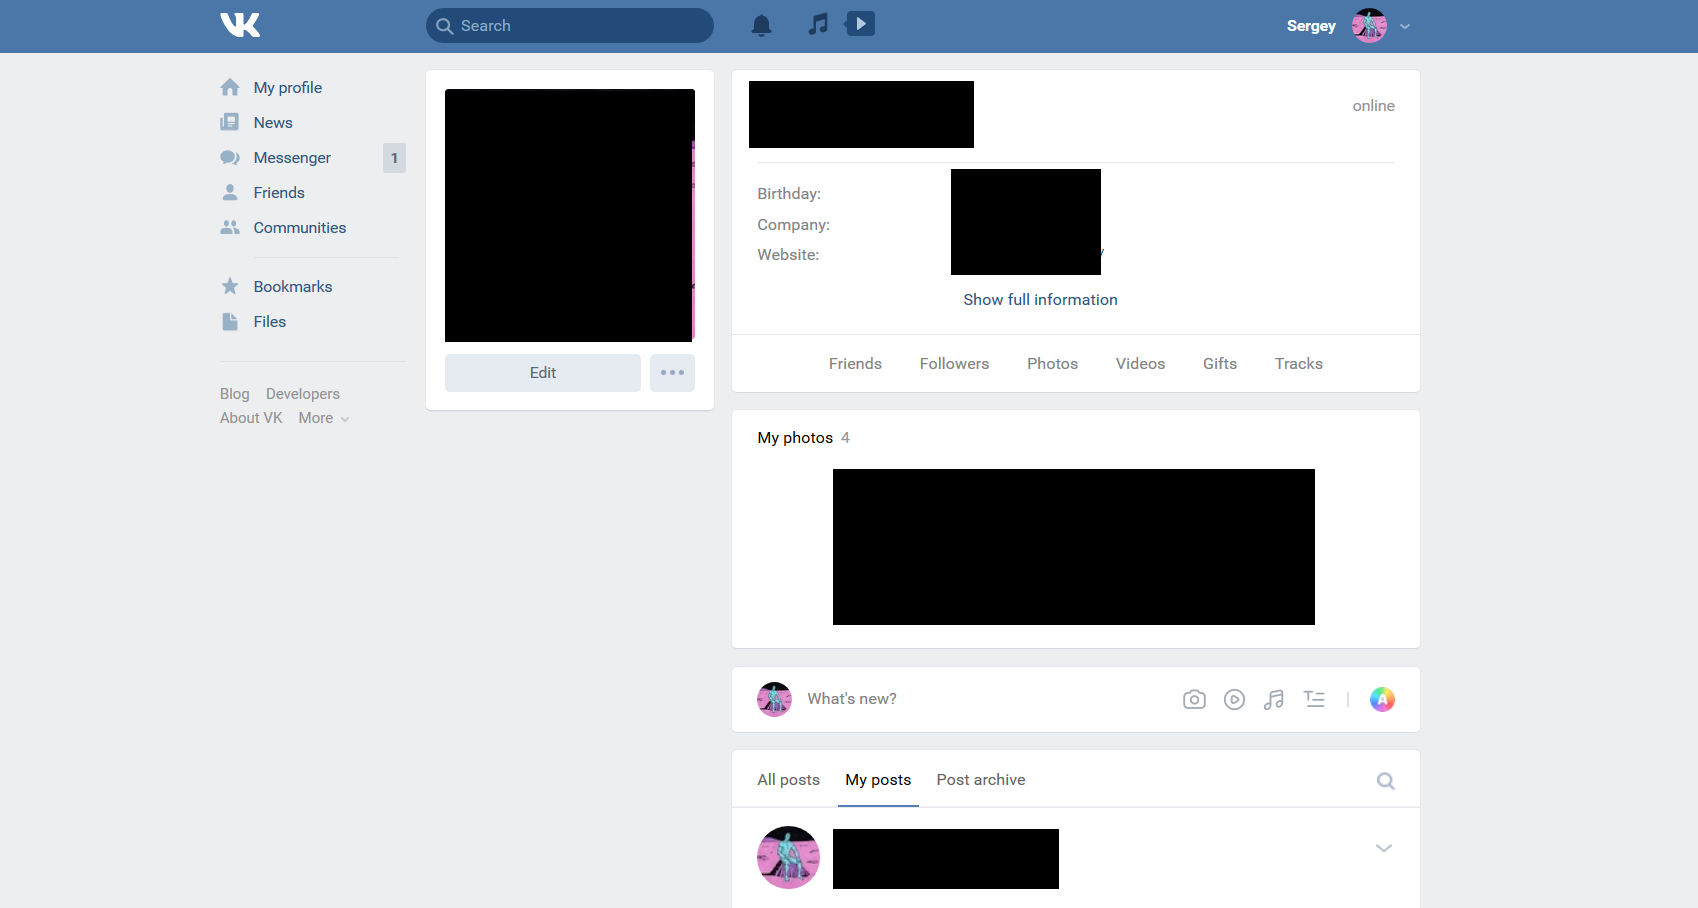 VK
Search
Sergey
My profile
News
Messenger 1
Friends
Communities
Bookmarks
Files
Blog Developers
About VK More
Edit
online
Birthday:
Company:
Website:
Show full information
Friends Followers Photos Videos Gifts Tracks
My photos 4
What's new?
A
All posts My posts Post archive